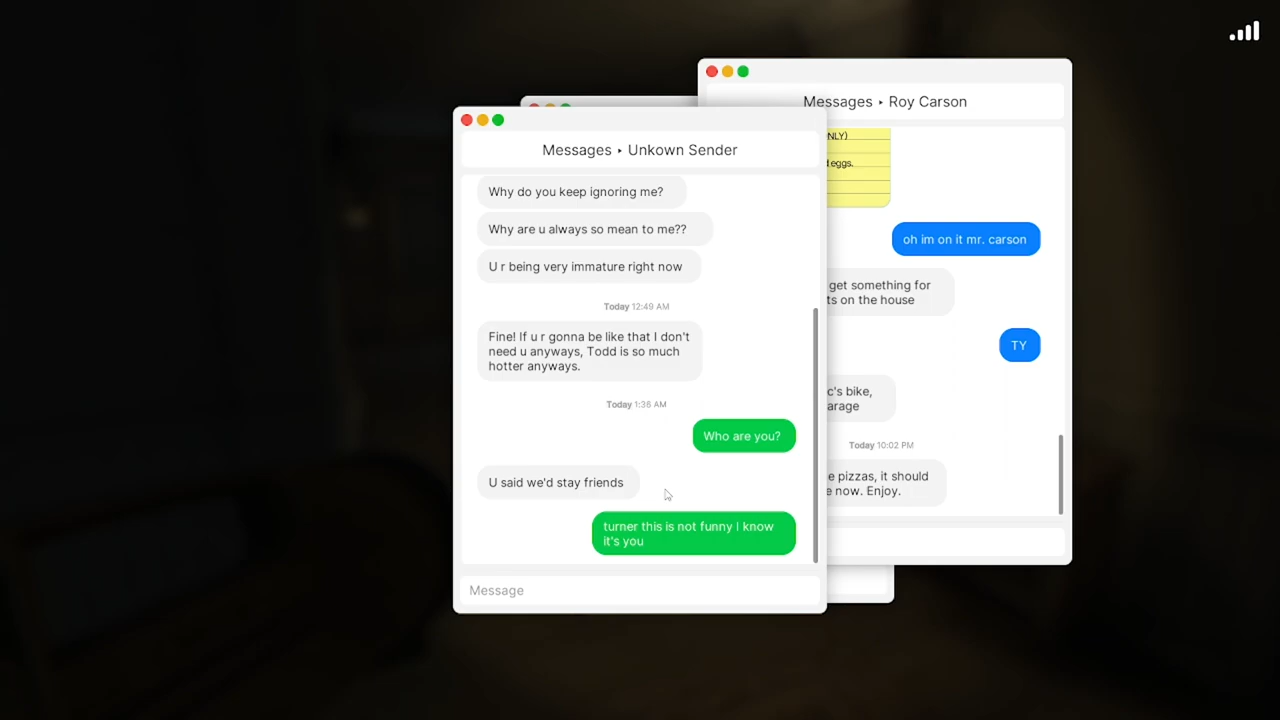 Messages ‣ Unkown Sender
Why do you keep ignoring me?
Why are u always so mean to me??
U r being very immature right now
Today 12:49 AM
Fine! If u r gonna be like that I don't
need u anyways, Todd is so much
hotter anyways.
Today 1:36 AM
Who are you?
U said we'd stay friends
turner this is not funny I know
it's you
Message
Messages ‣ Roy Carson
NLY)
eggs.
oh im on it mr. carson
get something for
ts on the house
TY
c's bike,
arage
Today 10:02 PM
e pizzas, it should
e now. Enjoy.